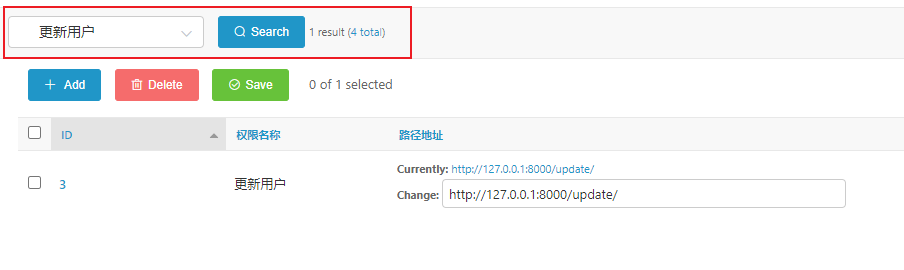 更新用户 Search 1 result (4 total)
Add Delete Save 0 of 1 selected
ID 权限名称 路径地址
Currently: http://127.0.0.1:8000/update/
3 更新用户
Change: http://127.0.0.1:8000/update/